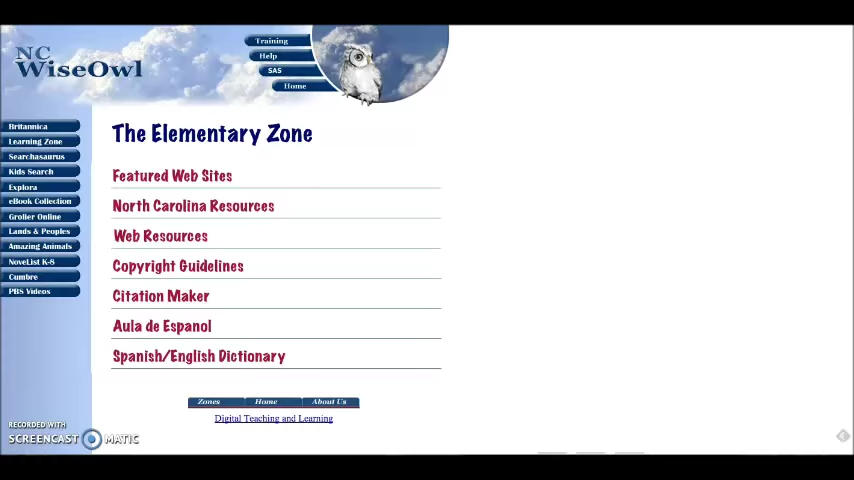 Training
Help
SAS
Home
NC
WiseOwl
Britannica
Learning Zone
Searchasaurus
Kids Search
Explora
eBook Collection
Grolier Online
Lands & Peoples
Amazing Animals
NoveList K-8
Cumbre
PBS Videos
The Elementary Zone
Featured Web Sites
North Carolina Resources
Web Resources
Copyright Guidelines
Citation Maker
Aula de Espanol
Spanish/English Dictionary
Zones Home About Us
Digital Teaching and Learning
RECORDED WITH
SCREENCAST MATIC